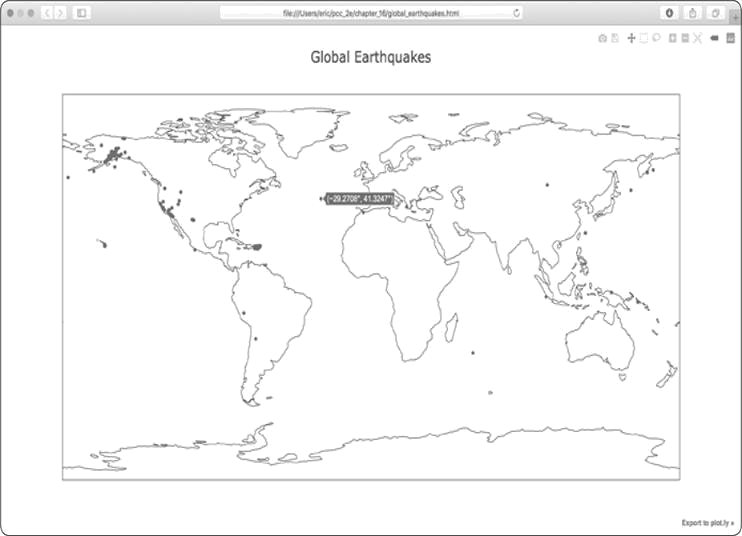 file:///Users/eric/pcc_2e/chapter_16/global_earthquakes.html
Global Earthquakes
(−29.2708°, 41.3247°)
Export to plot.ly »